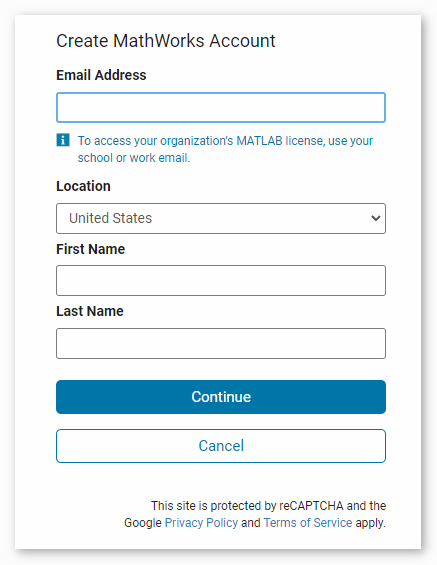 Create MathWorks Account
Email Address
To access your organization's MATLAB license, use your
school or work email.
Location
United States
First Name
Last Name
Continue
Cancel
This site is protected by reCAPTCHA and the
Google Privacy Policy and Terms of Service apply.